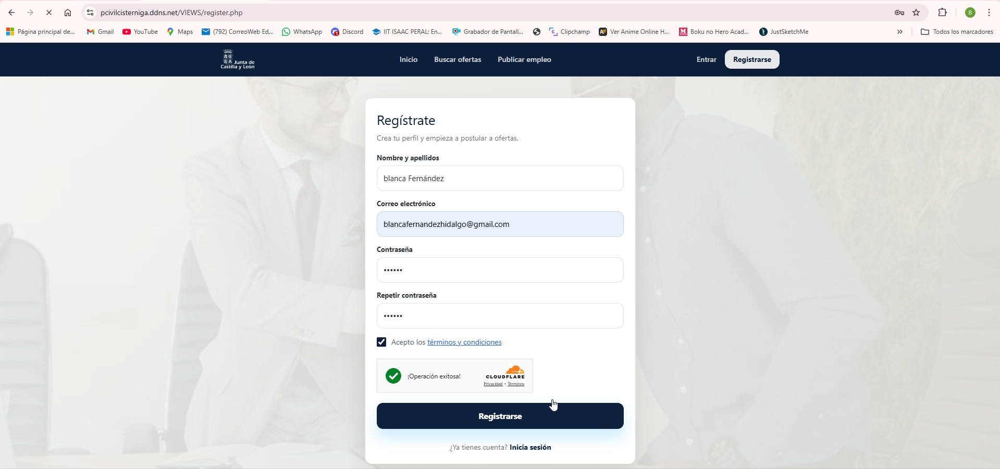 pcivilcisterniga.ddns.net/VIEWS/register.php
B
Página principal de...
Gmail
YouTube
Maps
(792) CorreoWeb Ed...
WhatsApp
Discord
IIT ISAAC PERAL: En...
Grabador de Pantall...
Clipchamp
Ver Anime Online H...
Boku no Hero Acad...
JustSketchMe
»
Todos los marcadores
Junta de
Castilla y León
Inicio
Buscar ofertas
Publicar empleo
Entrar
Registrarse
Regístrate
Crea tu perfil y empieza a postular a ofertas.
Nombre y apellidos
blanca Fernández
Correo electrónico
blancafernandezhidalgo@gmail.com
Contraseña
••••••
Repetir contraseña
••••••
Acepto los términos y condiciones
¡Operación exitosa!
CLOUDFLARE
Privacidad • Términos
Registrarse
¿Ya tienes cuenta? Inicia sesión